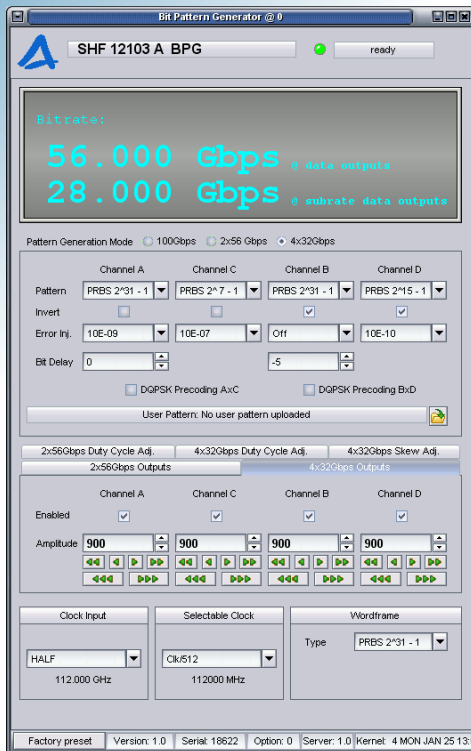 Bit Pattern Generator @ 0
SHF 12103 A BPG
ready
Bitrate:
56.000 Gbps @ data outputs
28.000 Gbps @ subrate data outputs
Pattern Generation Mode 100Gbps 2x56 Gbps 4x32Gbps
Channel A Channel C Channel B Channel D
Pattern PRBS 2^31 - 1 PRBS 2^ 7 - 1 PRBS 2^31 - 1 PRBS 2^15 - 1
Invert
Error Inj. 10E-09 10E-07 Off 10E-10
Bit Delay 0 -5
DQPSK Precoding AxC DQPSK Precoding BxD
User Pattern: No user pattern uploaded
2x56Gbps Duty Cycle Adj. 4x32Gbps Duty Cycle Adj. 4x32Gbps Skew Adj.
2x56Gbps Outputs 4x32Gbps Outputs
Channel A Channel C Channel B Channel D
Enabled
Amplitude 900 900 900 900
Clock Input Selectable Clock Wordframe
Type PRBS 2^31 - 1
HALF Clk/512
112.000 GHz 112000 MHz
Factory preset Version: 1.0 Serial: 18622 Option: 0 Server: 1.0 Kernel: 4 MON JAN 25 13: